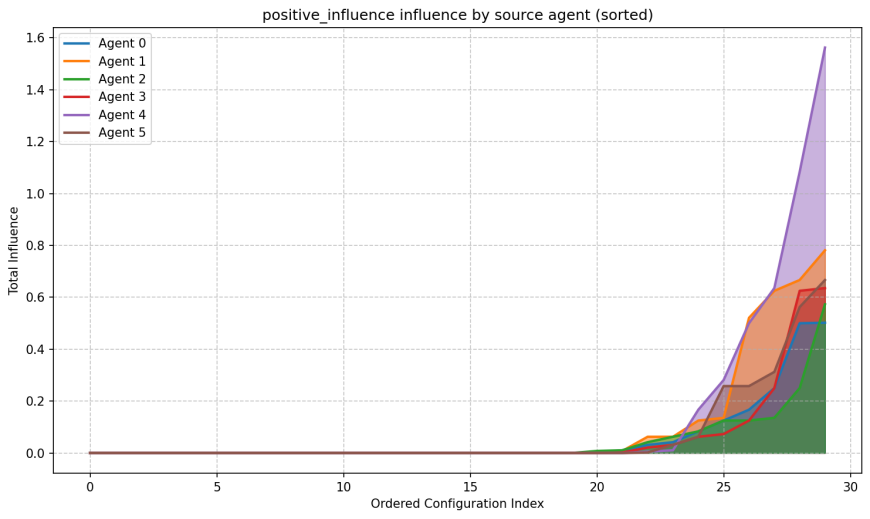 positive_influence influence by source agent (sorted)
1.6
1.4
1.2
1.0
0.8
0.6
0.4
0.2
0.0
Total Influence
Agent 0
Agent 1
Agent 2
Agent 3
Agent 4
Agent 5
0 5 10 15 20 25 30
Ordered Configuration Index